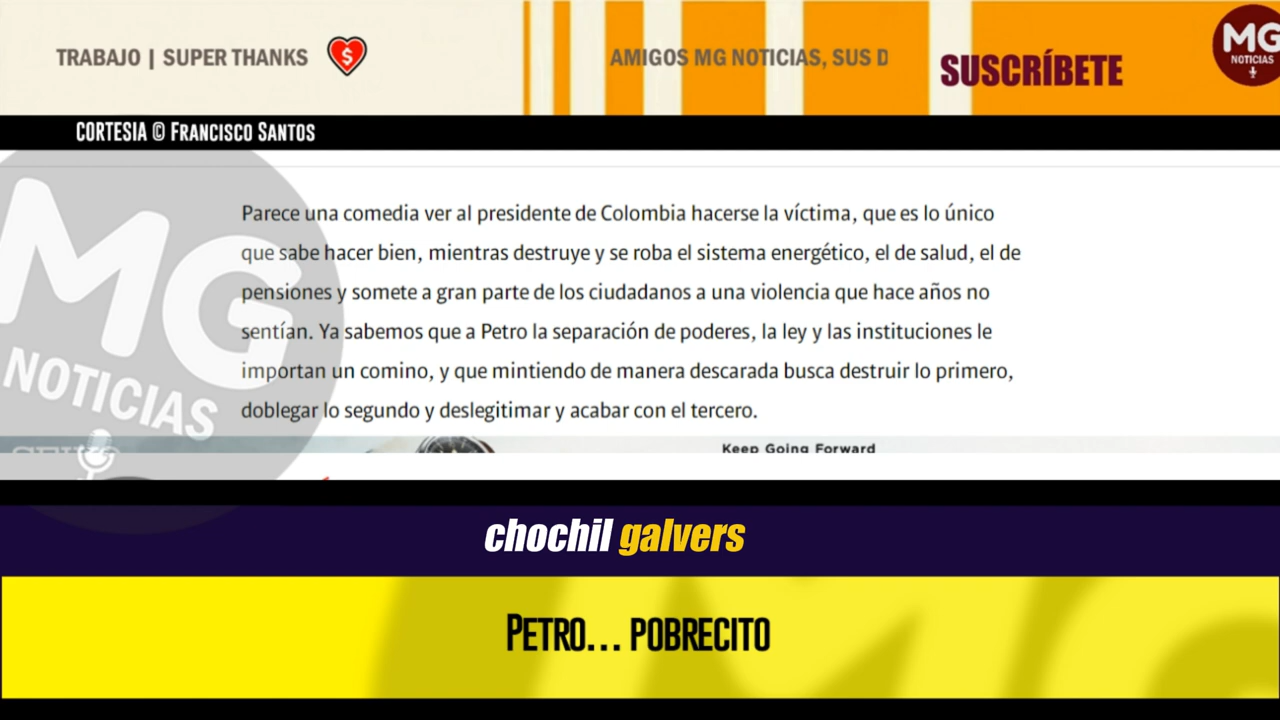 TRABAJO | SUPER THANKS
$
AMIGOS MG NOTICIAS, SUS D
SUSCRÍBETE
MG
NOTICIAS
CORTESIA © FRANCISCO SANTOS
Parece una comedia ver al presidente de Colombia hacerse la víctima, que es lo único
que sabe hacer bien, mientras destruye y se roba el sistema energético, el de salud, el de
pensiones y somete a gran parte de los ciudadanos a una violencia que hace años no
sentían. Ya sabemos que a Petro la separación de poderes, la ley y las instituciones le
importan un comino, y que mintiendo de manera descarada busca destruir lo primero,
doblegar lo segundo y deslegitimar y acabar con el tercero.
MG
NOTICIAS
Keep Going Forward
chochil galvers
PETRO... POBRECITO